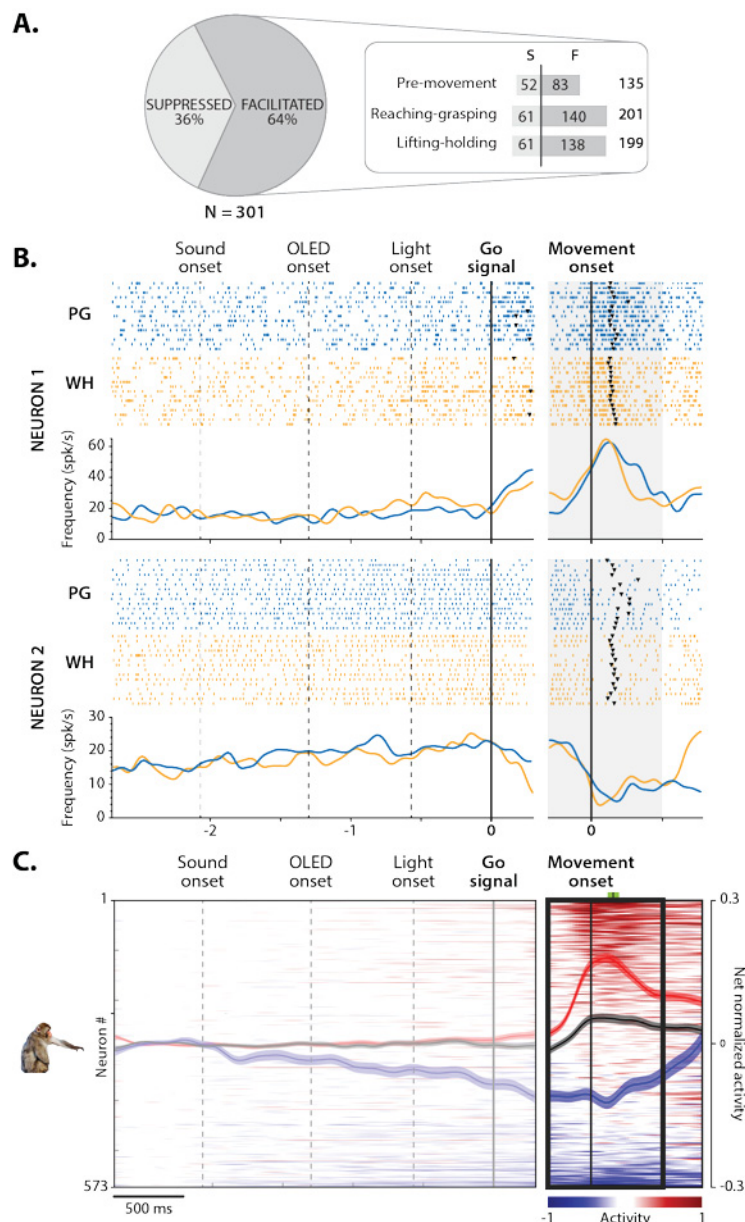 A.
S F
Pre-movement 52 83 135
Reaching-grasping 61 140 201
Lifting-holding 61 138 199
SUPPRESSED 36%
FACILITATED 64%
N = 301
B.
Sound onset
OLED onset
Light onset
Go signal
Movement onset
NEURON 1
PG
WH
Frequency (spk/s)
60
40
20
0
NEURON 2
PG
WH
Frequency (spk/s)
30
20
10
0
-2 -1 0 0
C.
Sound onset
OLED onset
Light onset
Go signal
Movement onset
Neuron #
1
573
Net normalized activity
0.3
0
-0.3
500 ms
-1 Activity 1